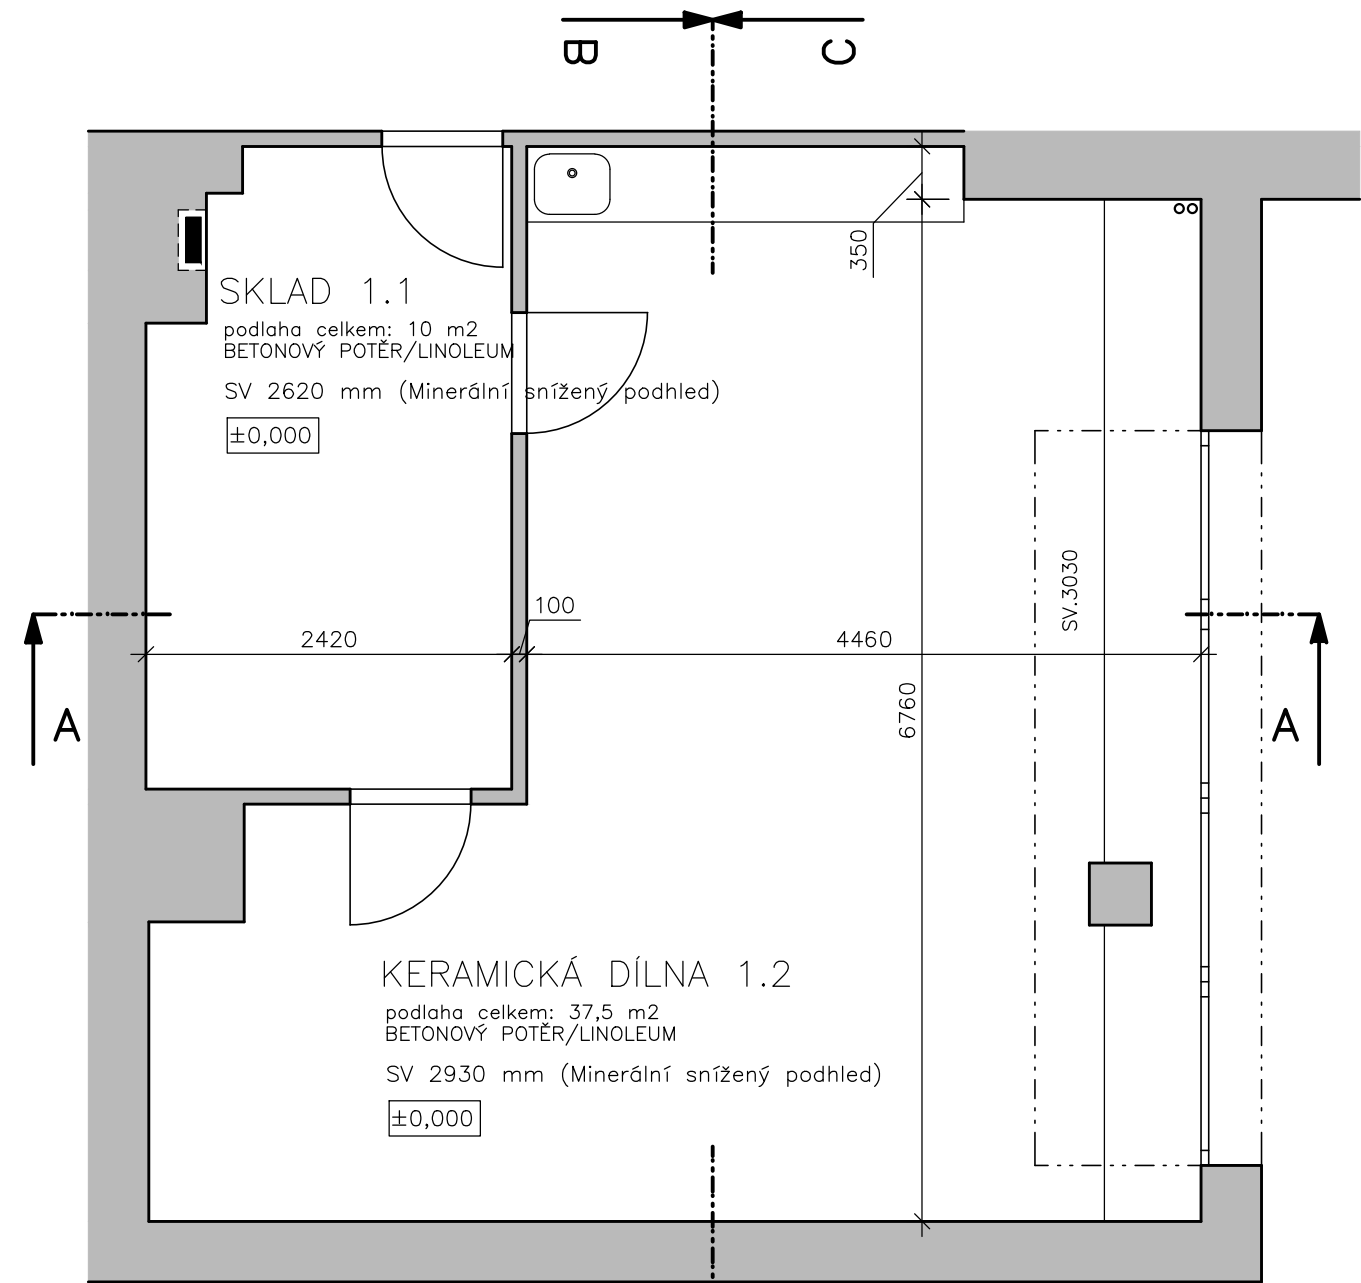 B
C
350
SKLAD 1.1
podlaha celkem: 10 m2
BETONOVÝ POTĚR/LINOLEUM
SV 2620 mm (Minerální snížený podhled)
±0,000
SV.3030
100
2420
4460
6760
A
A
KERAMICKÁ DÍLNA 1.2
podlaha celkem: 37,5 m2
BETONOVÝ POTĚR/LINOLEUM
SV 2930 mm (Minerální snížený podhled)
±0,000